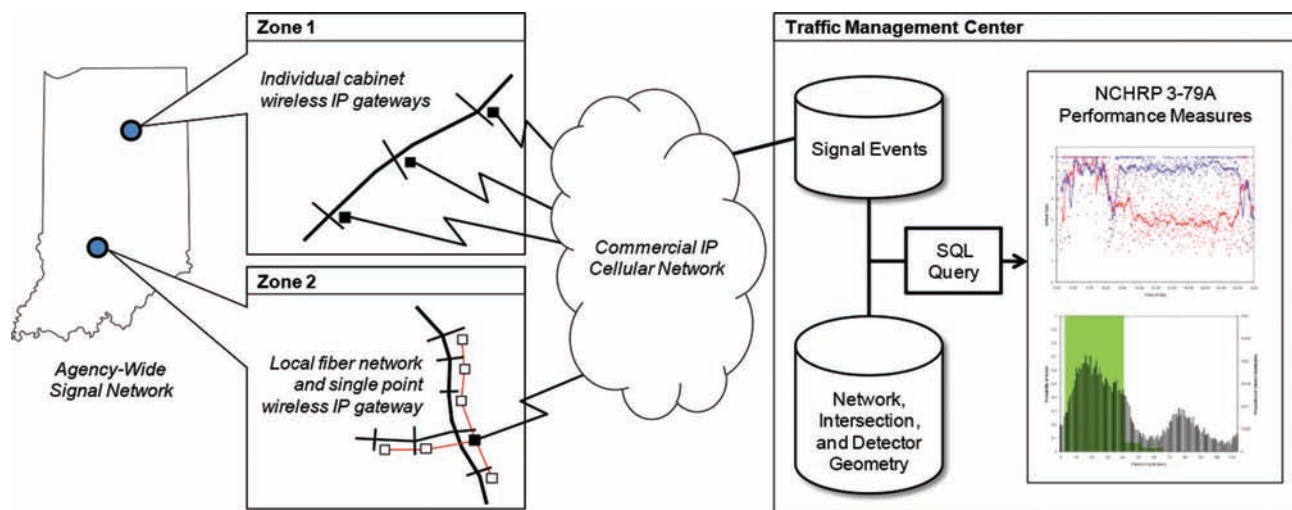 Zone 1
Individual cabinet
wireless IP gateways
Zone 2
Local fiber network
and single point
wireless IP gateway
Agency-Wide
Signal Network
Commercial IP
Cellular Network
Traffic Management Center
Signal Events
SQL
Query
Network,
Intersection,
and Detector
Geometry
NCHRP 3-79A
Performance Measures